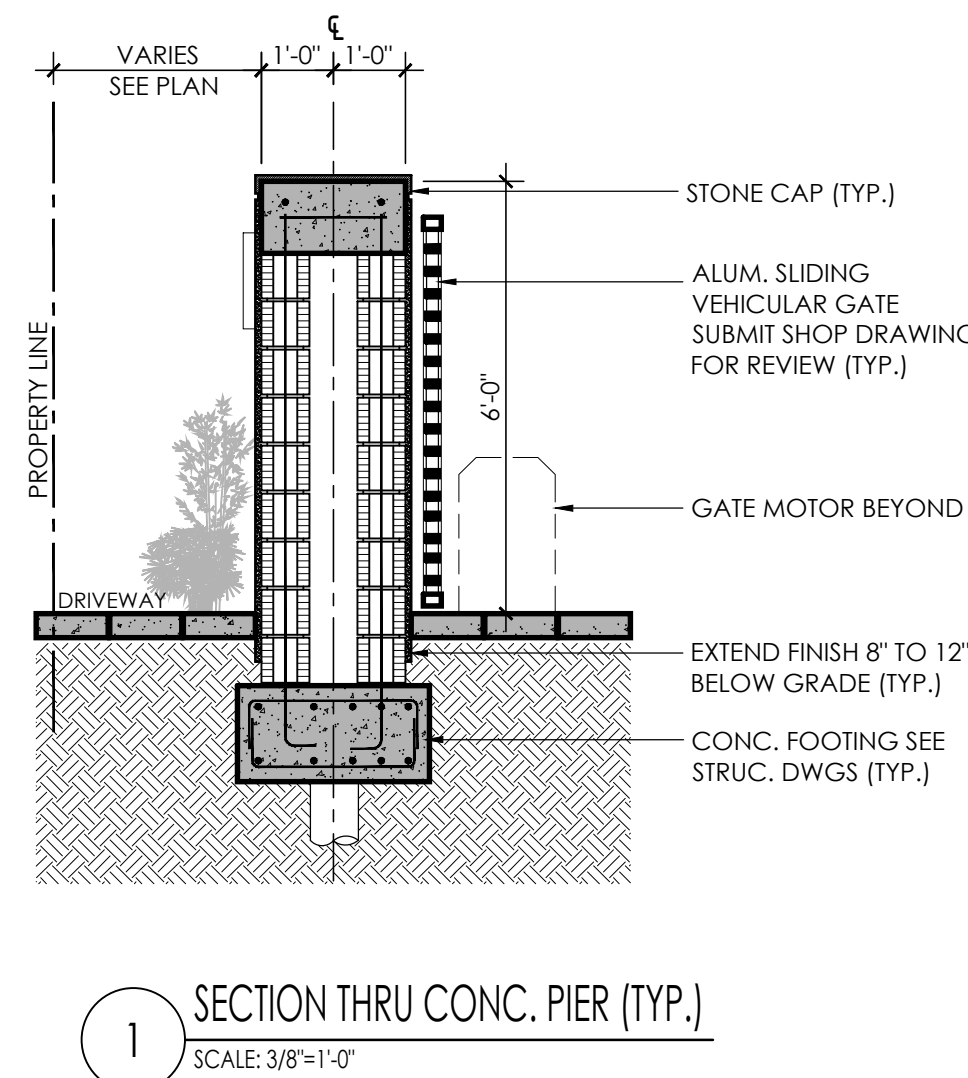 ℄
VARIES
SEE PLAN
1'-0"
1'-0"
STONE CAP (TYP.)
ALUM. SLIDING
VEHICULAR GATE
SUBMIT SHOP DRAWING
FOR REVIEW (TYP.)
6'-0"
PROPERTY LINE
GATE MOTOR BEYOND
DRIVEWAY
EXTEND FINISH 8" TO 12"
BELOW GRADE (TYP.)
CONC. FOOTING SEE
STRUC. DWGS (TYP.)
1
SECTION THRU CONC. PIER (TYP.)
SCALE: 3/8"=1'-0"